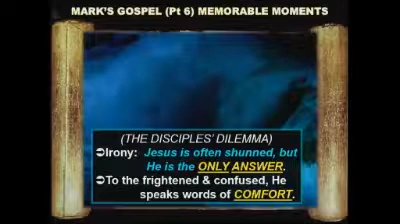 MARK'S GOSPEL (Pt 6) MEMORABLE MOMENTS
(THE DISCIPLES' DILEMMA)
➲Irony: Jesus is often shunned, but
He is the ONLY ANSWER.
➲To the frightened & confused, He
speaks words of COMFORT.